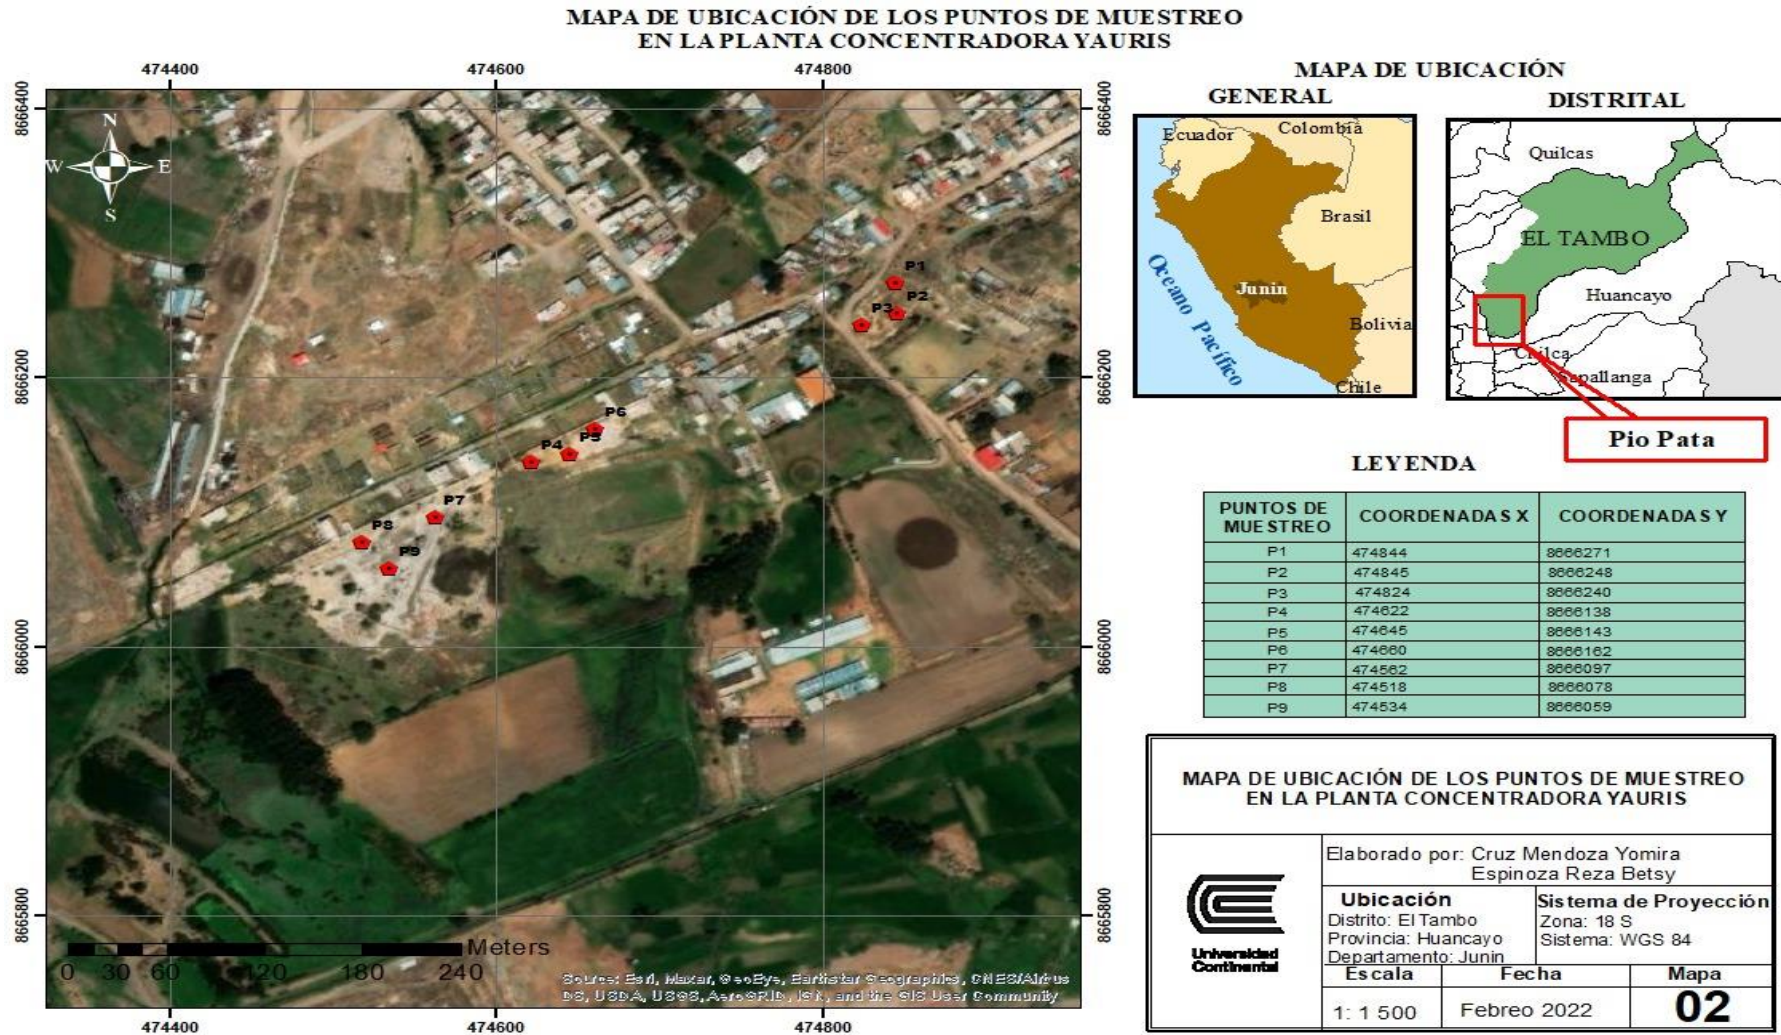 MAPA DE UBICACIÓN DE LOS PUNTOS DE MUESTREO
EN LA PLANTA CONCENTRADORA YAURIS
474400 474600 474800
8666400
8666200
8666000
8665800
N
W E
S
P1
P2
P3
P6
P5
P4
P7
P8
P9
Meters
0 30 60 120 180 240
Source: Esri, Maxar, GeoEye, Earthstar Geographics, CNES/Airbus
DS, USDA, USGS, AeroGRID, IGN, and the GIS User Community
474400 474600 474800
8666400
8666200
8666000
8665800
MAPA DE UBICACIÓN
GENERAL
Ecuador
Colombia
Brasil
Junin
Oceano Pacífico
Bolivia
Chile
DISTRITAL
Quilcas
EL TAMBO
Huancayo
Chilca
Sapallanga
Pio Pata
LEYENDA
PUNTOS DE MUESTREO COORDENADAS X COORDENADAS Y
P1 474844 8666271
P2 474845 8666248
P3 474824 8666240
P4 474622 8666138
P5 474645 8666143
P6 474660 8666162
P7 474562 8666097
P8 474518 8666078
P9 474534 8666059
MAPA DE UBICACIÓN DE LOS PUNTOS DE MUESTREO
EN LA PLANTA CONCENTRADORA YAURIS
Universidad
Continental
Elaborado por: Cruz Mendoza Yomira
Espinoza Reza Betsy
Ubicación
Distrito: El Tambo
Provincia: Huancayo
Departamento: Junin
Sistema de Proyección
Zona: 18 S
Sistema: WGS 84
Escala Fecha Mapa
1: 1 500 Febreo 2022 02